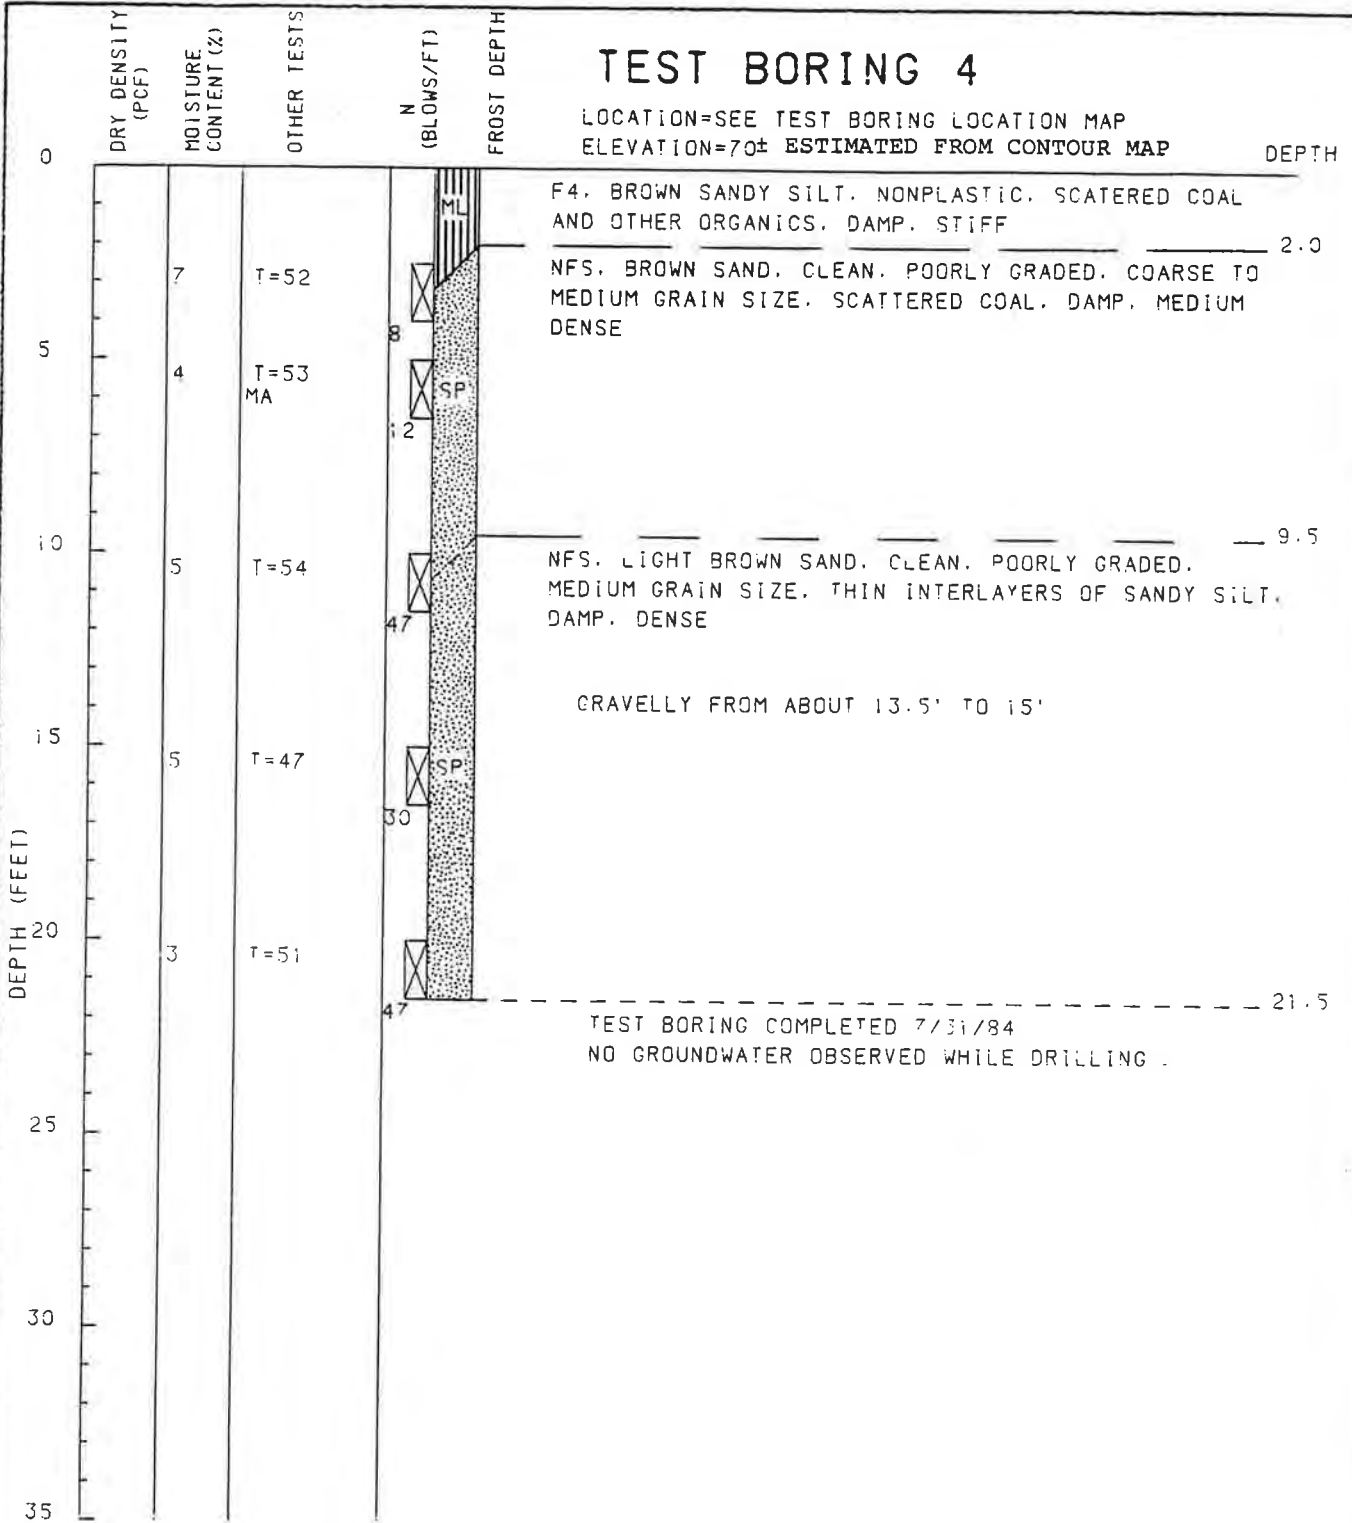 DRY DENSITY
(PCF)
MOISTURE
CONTENT (%)
OTHER TESTS
N
(BLOWS/FT)
FROST DEPTH
TEST BORING 4
LOCATION=SEE TEST BORING LOCATION MAP
ELEVATION=70± ESTIMATED FROM CONTOUR MAP
DEPTH
0
F4. BROWN SANDY SILT. NONPLASTIC. SCATERED COAL
AND OTHER ORGANICS. DAMP. STIFF
ML
2.0
NFS. BROWN SAND. CLEAN. POORLY GRADED. COARSE TO
MEDIUM GRAIN SIZE. SCATTERED COAL. DAMP. MEDIUM
DENSE
7 T=52
8
5
4 T=53
MA
SP
12
9.5
10
NFS. LIGHT BROWN SAND. CLEAN. POORLY GRADED.
MEDIUM GRAIN SIZE. THIN INTERLAYERS OF SANDY SILT.
DAMP. DENSE
5 T=54
47
GRAVELLY FROM ABOUT 13.5' TO 15'
15
5 T=47
SP
30
DEPTH (FEET)
20
3 T=51
47
21.5
TEST BORING COMPLETED 7/31/84
NO GROUNDWATER OBSERVED WHILE DRILLING .
25
30
35